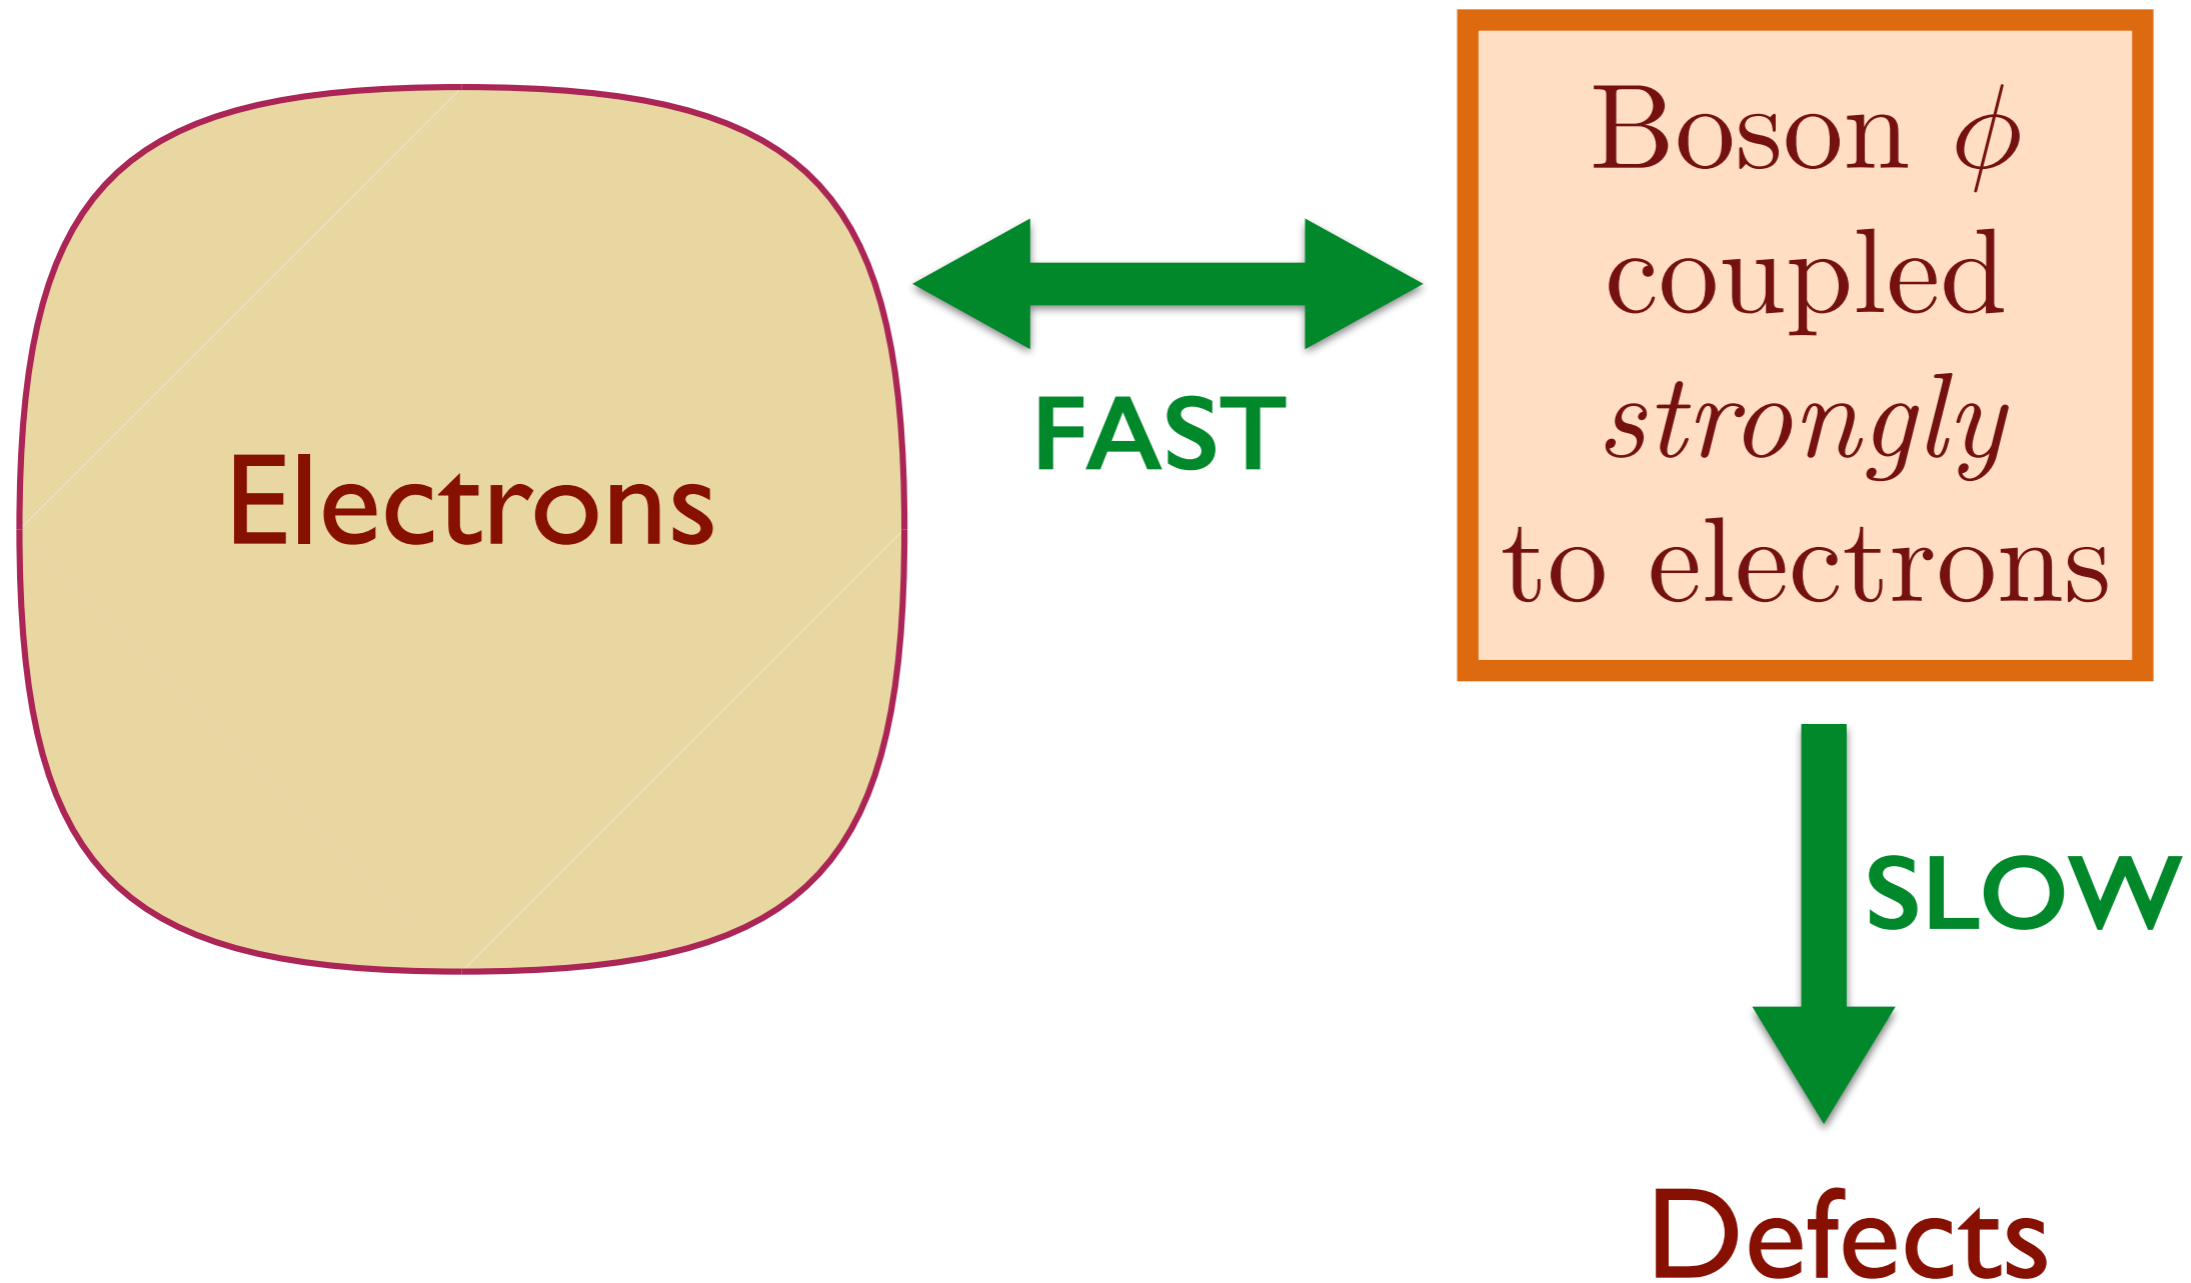 Electrons
FAST
Boson ϕ
coupled
strongly
to electrons
SLOW
Defects